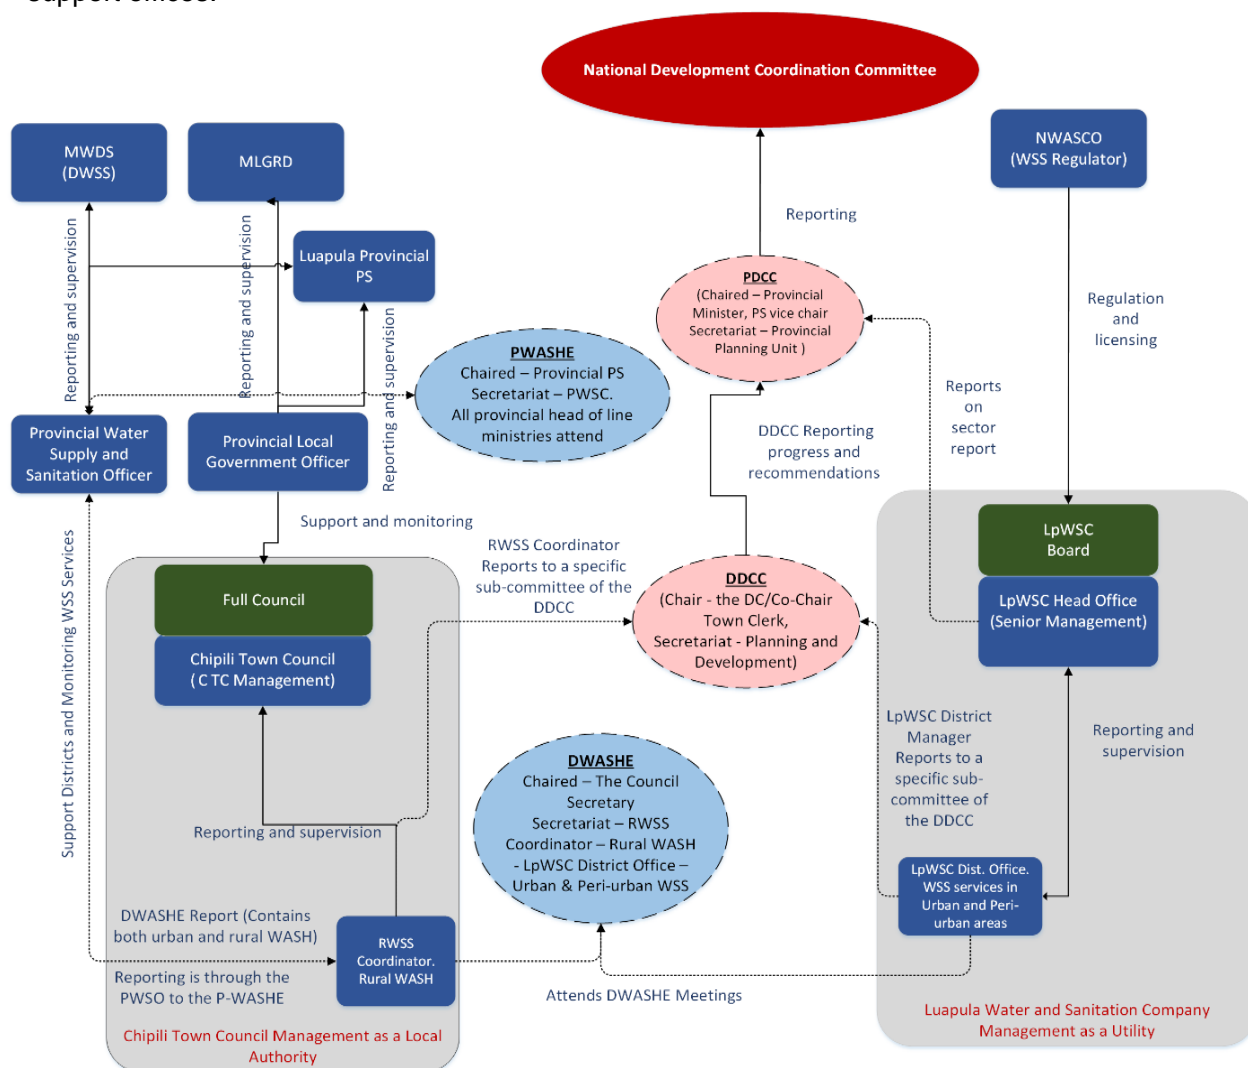 support offices.
National Development Coordination Committee
MWDS
(DWSS)
MLGRD
NWASCO
(WSS Regulator)
Reporting and supervision
Reporting and supervision
Reporting
Luapula Provincial
PS
PDCC
(Chaired – Provincial
Minister, PS vice chair
Secretariat – Provincial
Planning Unit )
Regulation
and
licensing
Reporting and supervision
PWASHE
Chaired – Provincial PS
Secretariat – PWSC.
All provincial head of line
ministries attend
Reports
on
sector
report
Provincial Water
Supply and
Sanitation Officer
Provincial Local
Government Officer
DDCC Reporting
progress and
recommendations
Support and monitoring
LpWSC
Board
RWSS Coordinator
Reports to a specific
sub-committee of the
DDCC
Full Council
DDCC
(Chair - the DC/Co-Chair
Town Clerk,
Secretariat - Planning and
Development)
LpWSC Head Office
(Senior Management)
Support Districts and Monitoring WSS Services
Chipili Town Council
(C TC Management)
LpWSC District
Manager
Reports to a
specific sub-
committee of
the DDCC
Reporting and
supervision
DWASHE
Chaired – The Council
Secretary
Secretariat – RWSS
Coordinator – Rural WASH
- LpWSC District Office –
Urban & Peri-urban WSS
Reporting and supervision
LpWSC Dist. Office.
WSS services in
Urban and Peri-
urban areas
DWASHE Report (Contains
both urban and rural WASH)
RWSS
Coordinator.
Rural WASH
Reporting is through the
PWSO to the P-WASHE
Attends DWASHE Meetings
Chipili Town Council Management as a Local
Authority
Luapula Water and Sanitation Company
Management as a Utility